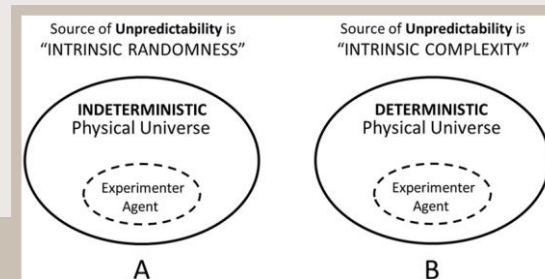 Source of Unpredictability is
“INTRINSIC RANDOMNESS”
INDETERMINISTIC
Physical Universe
Experimenter
Agent
A
Source of Unpredictability is
“INTRINSIC COMPLEXITY”
DETERMINISTIC
Physical Universe
Experimenter
Agent
B